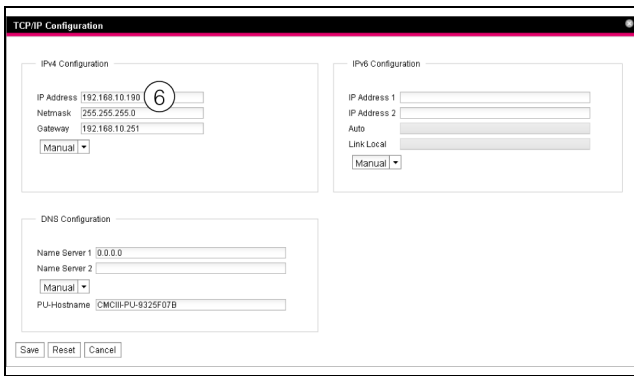 TCP/IP Configuration
IPv4 Configuration
IP Address 192.168.10.190
6
Netmask 255.255.255.0
Gateway 192.168.10.251
Manual
IPv6 Configuration
IP Address 1
IP Address 2
Auto
Link Local
Manual
DNS Configuration
Name Server 1 0.0.0.0
Name Server 2
Manual
PU-Hostname CMCIII-PU-9325F07B
Save Reset Cancel